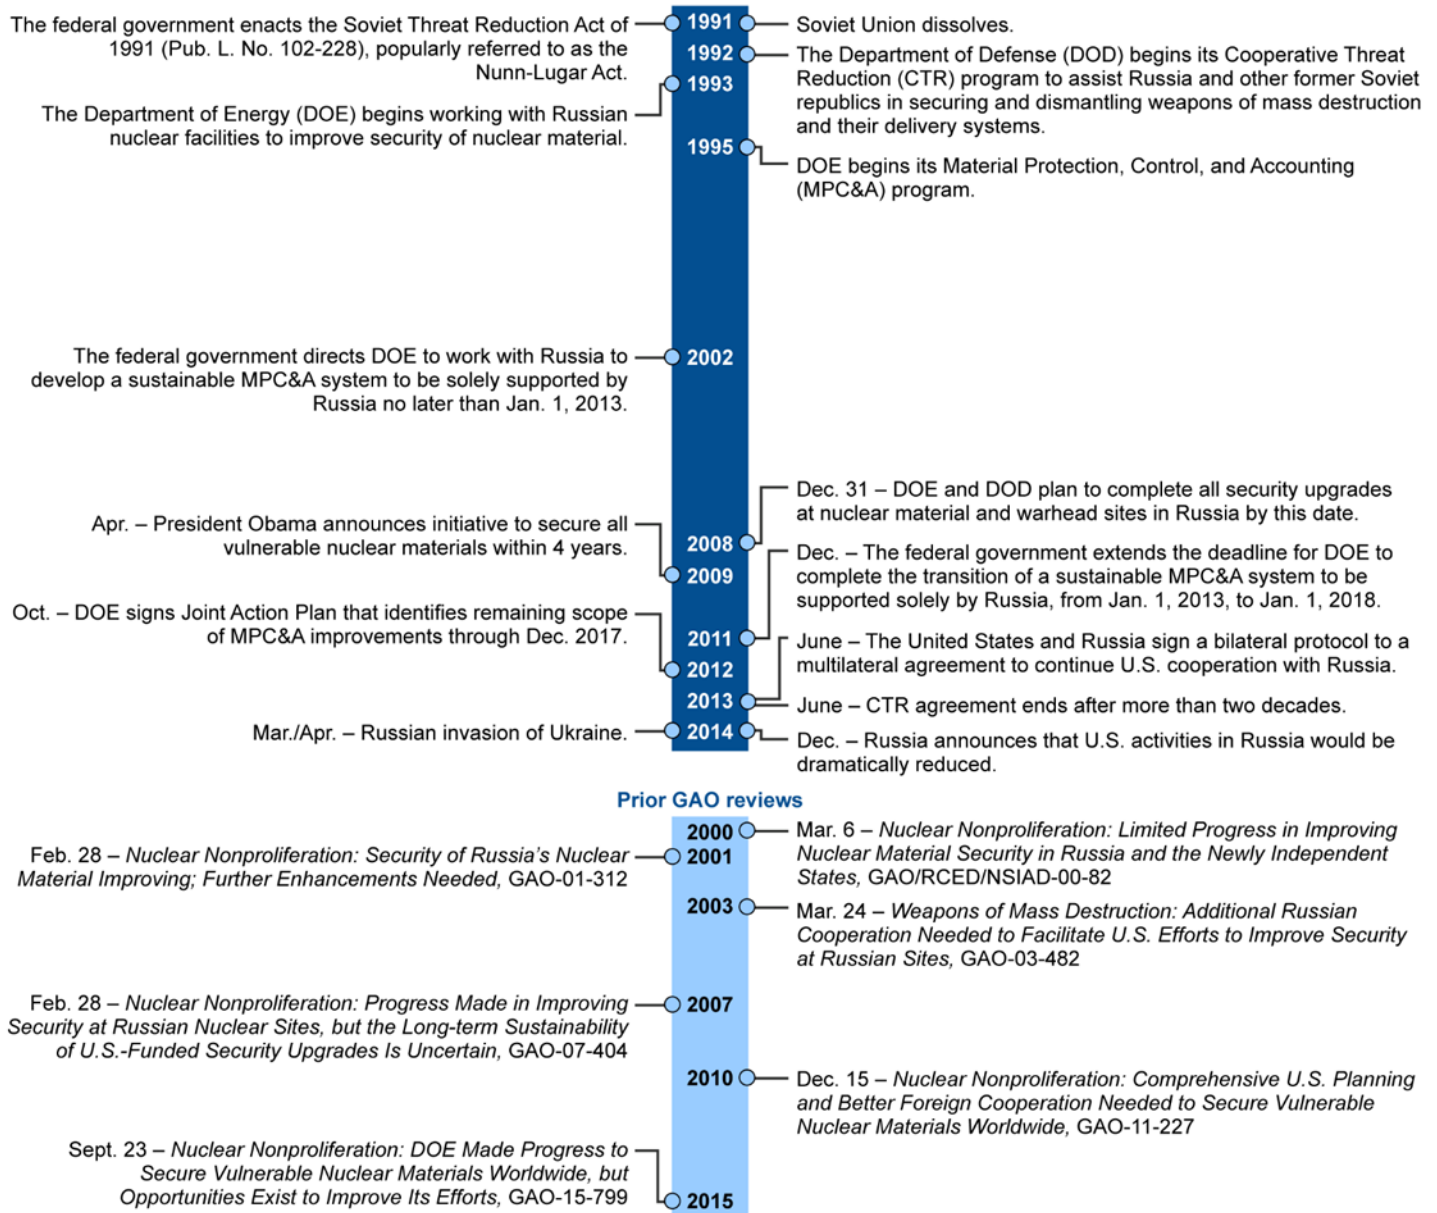 The federal government enacts the Soviet Threat Reduction Act of
1991 (Pub. L. No. 102-228), popularly referred to as the
Nunn-Lugar Act.
1991
Soviet Union dissolves.
1992
The Department of Defense (DOD) begins its Cooperative Threat
Reduction (CTR) program to assist Russia and other former Soviet
republics in securing and dismantling weapons of mass destruction
and their delivery systems.
1993
The Department of Energy (DOE) begins working with Russian
nuclear facilities to improve security of nuclear material.
1995
DOE begins its Material Protection, Control, and Accounting
(MPC&A) program.
The federal government directs DOE to work with Russia to
develop a sustainable MPC&A system to be solely supported by
Russia no later than Jan. 1, 2013.
2002
Dec. 31 – DOE and DOD plan to complete all security upgrades
at nuclear material and warhead sites in Russia by this date.
2008
Apr. – President Obama announces initiative to secure all
vulnerable nuclear materials within 4 years.
2009
Dec. – The federal government extends the deadline for DOE to
complete the transition of a sustainable MPC&A system to be
supported solely by Russia, from Jan. 1, 2013, to Jan. 1, 2018.
2011
Oct. – DOE signs Joint Action Plan that identifies remaining scope
of MPC&A improvements through Dec. 2017.
2012
June – The United States and Russia sign a bilateral protocol to a
multilateral agreement to continue U.S. cooperation with Russia.
2013
June – CTR agreement ends after more than two decades.
Mar./Apr. – Russian invasion of Ukraine.
2014
Dec. – Russia announces that U.S. activities in Russia would be
dramatically reduced.
Prior GAO reviews
2000
Mar. 6 – Nuclear Nonproliferation: Limited Progress in Improving
Nuclear Material Security in Russia and the Newly Independent
States, GAO/RCED/NSIAD-00-82
Feb. 28 – Nuclear Nonproliferation: Security of Russia's Nuclear
Material Improving; Further Enhancements Needed, GAO-01-312
2001
2003
Mar. 24 – Weapons of Mass Destruction: Additional Russian
Cooperation Needed to Facilitate U.S. Efforts to Improve Security
at Russian Sites, GAO-03-482
Feb. 28 – Nuclear Nonproliferation: Progress Made in Improving
Security at Russian Nuclear Sites, but the Long-term Sustainability
of U.S.-Funded Security Upgrades Is Uncertain, GAO-07-404
2007
2010
Dec. 15 – Nuclear Nonproliferation: Comprehensive U.S. Planning
and Better Foreign Cooperation Needed to Secure Vulnerable
Nuclear Materials Worldwide, GAO-11-227
Sept. 23 – Nuclear Nonproliferation: DOE Made Progress to
Secure Vulnerable Nuclear Materials Worldwide, but
Opportunities Exist to Improve Its Efforts, GAO-15-799
2015